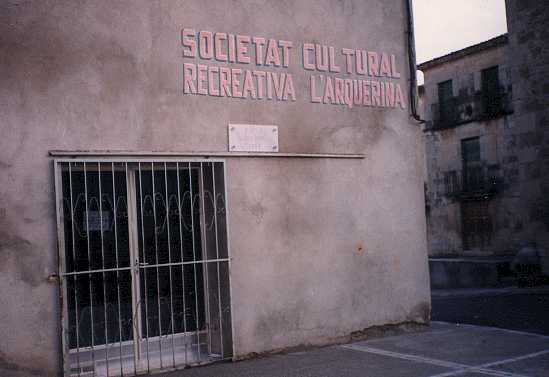 SOCIETAT CULTURAL
RECREATIVA L'ARQUERINA